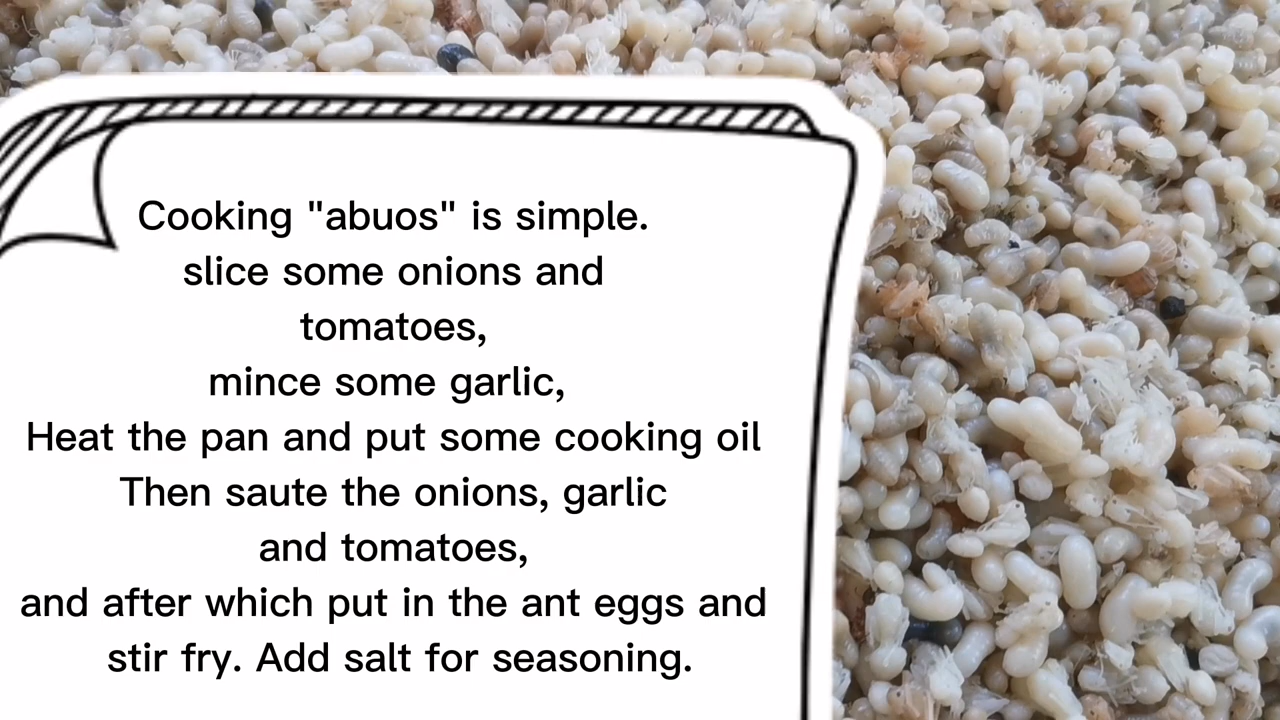 Cooking "abuos" is simple.
slice some onions and
tomatoes,
mince some garlic,
Heat the pan and put some cooking oil
Then saute the onions, garlic
and tomatoes,
and after which put in the ant eggs and
stir fry. Add salt for seasoning.